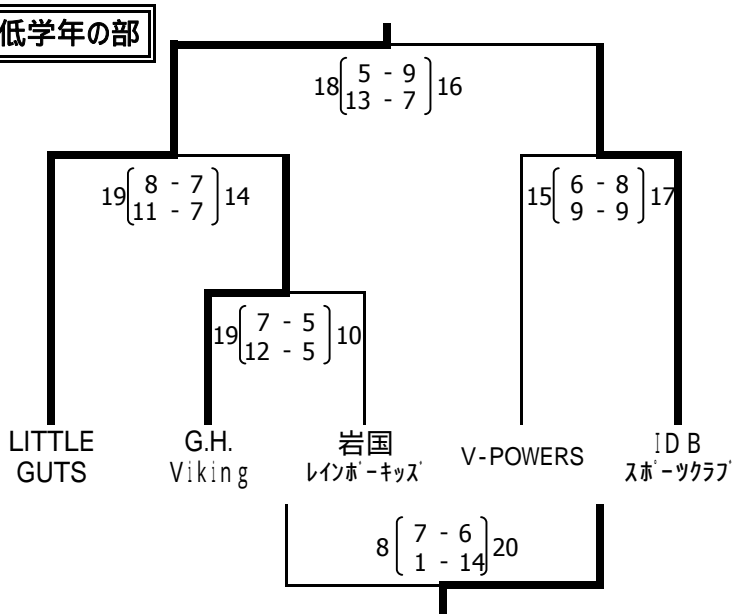 低学年の部
18 5 - 9 16
13 - 7
19 8 - 7 14
11 - 7
15 6 - 8 17
9 - 9
19 7 - 5 10
12 - 5
LITTLE
GUTS
G.H.
Viking
岩国
ﾚｲﾝﾎﾞｰｷｯｽﾞ
V-POWERS
IDB
ｽﾎﾟｰﾂｸﾗﾌﾞ
8 7 - 6 20
1 - 14